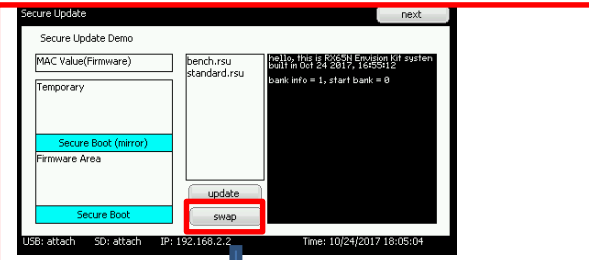 Secure Update
next
Secure Update Demo
MAC Value(Firmware)
Temporary
Secure Boot (mirror)
Firmware Area
Secure Boot
bench.rsu
standard.rsu
update
swap
hello, this is RX65N Envision Kit system
built in Oct 24 2017, 16:55:12
bank info = 1, start bank = 0
USB: attach SD: attach IP: 192.168.2.2 Time: 10/24/2017 18:05:04